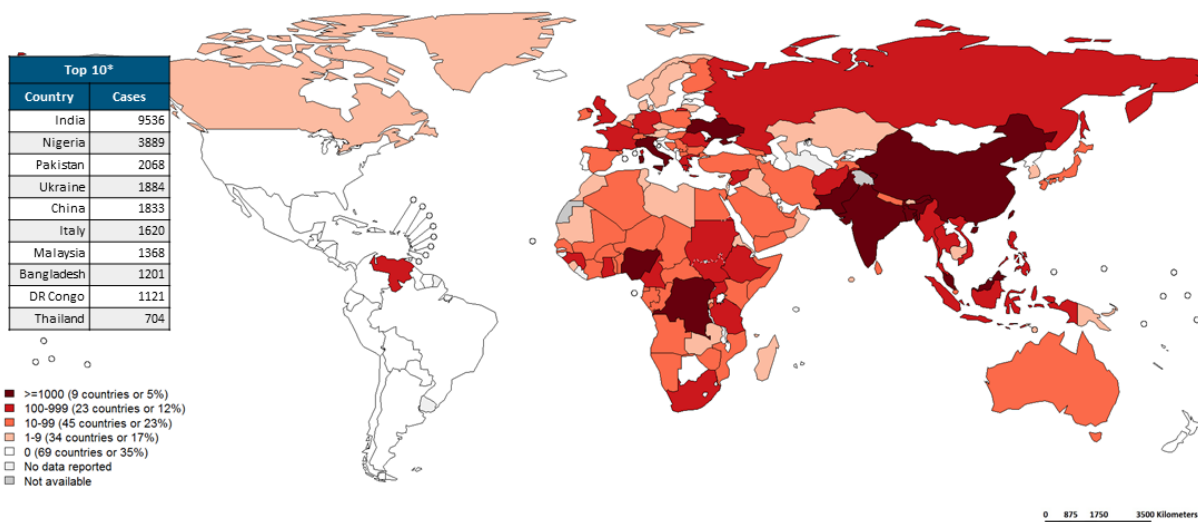 Top 10*
Country Cases
India 9536
Nigeria 3889
Pakistan 2068
Ukraine 1884
China 1833
Italy 1620
Malaysia 1368
Bangladesh 1201
DR Congo 1121
Thailand 704
>=1000 (9 countries or 5%)
100-999 (23 countries or 12%)
10-99 (45 countries or 23%)
1-9 (34 countries or 17%)
0 (69 countries or 35%)
No data reported
Not available
0 875 1750 3500 Kilometers